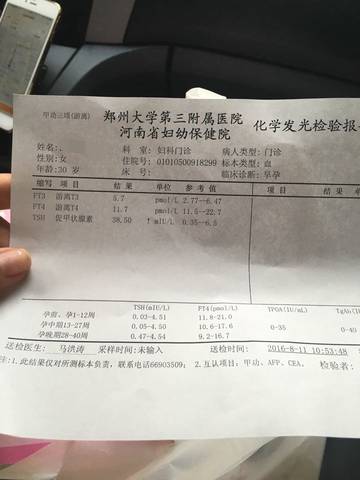 甲功三项(游离)
郑州大学第三附属医院
河南省妇幼保健院
化学发光检验报
姓名:
科 室: 妇科门诊
病人类型: 门诊
性别:女
住院号: 01010500918299
标本类型: 血
年龄:30 岁
床 号:
临床诊断: 早孕
缩写 项目 结果 单位 参考值 项目 结果 单
FT3 游离T3 5.7 pmol/L 2.77--6.47
FT4 游离T4 11.7 pmol/L 11.5--22.7
TSH 促甲状腺素 38.50 ↑ mIU/L 0.35--5.5
TSH(mIU/L) FT4(pmol/L) TPOA(IU/mL) TgAb(I
孕前、孕1-12周 0.03-4.51 11.8-21.0
孕中期13-27周 0.05-4.50 10.6-17.6 0-35 0-40
孕晚期28-40周 0.47-4.54 9.2-16.7
送检医生: 马洪涛 采样时间:未输入 送检时间: 2016-8-11 10:53:48
注:1.此结果仅对所测标本负责,联系电话66903509; 2.互认项目:甲功、AFP、CEA、 检验者: